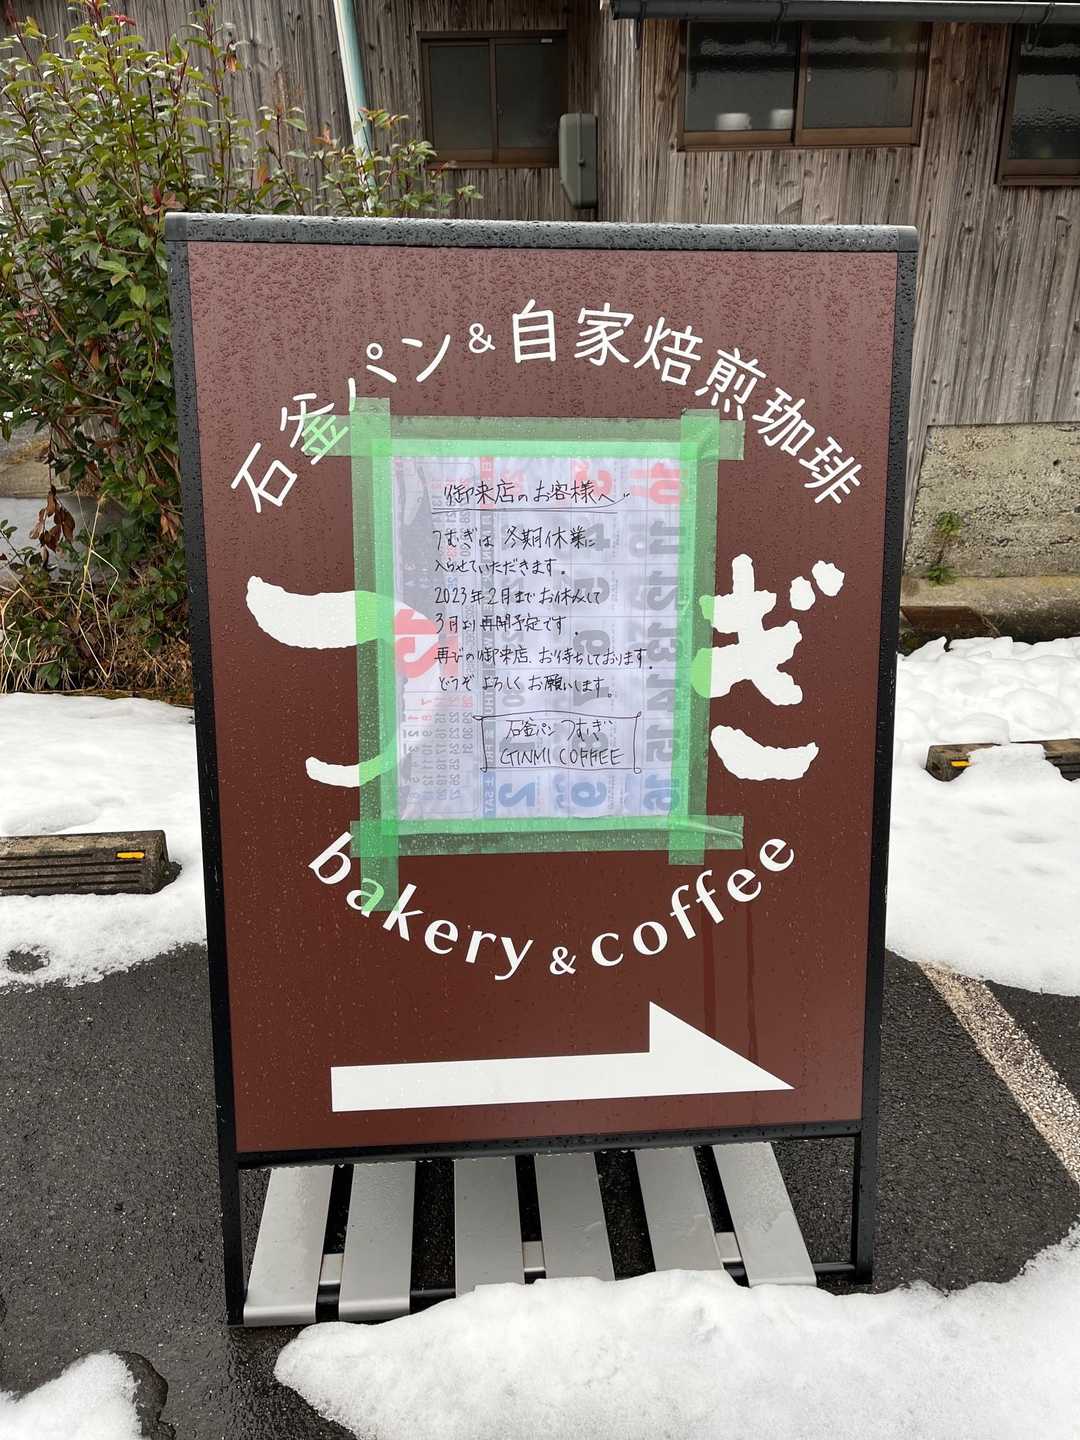 石釜パン&自家焙煎珈琲
つ ぎ
御来店のお客様へ
つむぎは 冬期休業に
入らせていただきます。
2023年2月までお休みして
3月より再開予定です。
再びの御来店、お待ちしております。
どうぞ よろしく お願いします。
石釜パン つむぎ
GINMI COFFEE
bakery & coffee